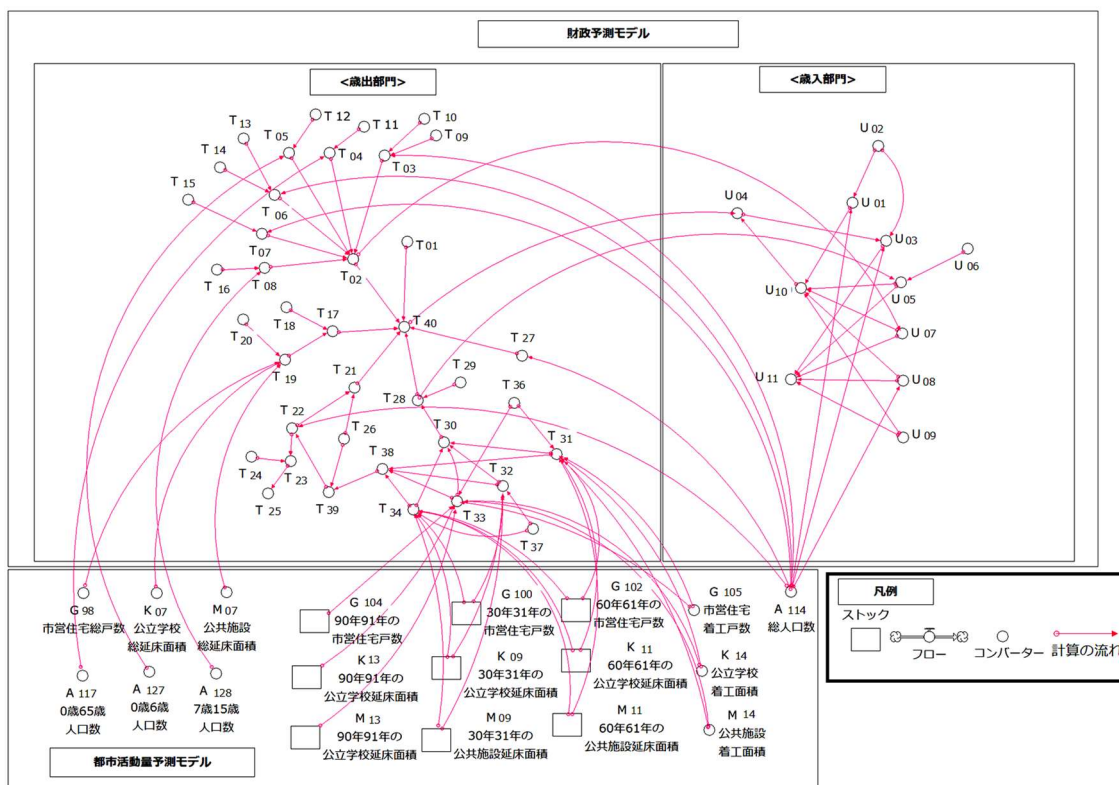 財政予測モデル
<歳出部門>
<歳入部門>
T 12
T 10
T 13
T 11
T 05
T 09
T 14
T 04
T 03
T 15
T 06
T 07
T 01
T 02
T 16
T 08
T 17
T 18
T 40
T 20
T 27
T 19
T 21
T 29
T 28
T 36
T 22
T 26
T 30
T 31
T 38
T 24
T 23
T 32
T 25
T 39
T 34
T 33
T 37
U 02
U 04
U 01
U 03
U 06
U 05
U 10
U 07
U 11
U 08
U 09
G 98
市営住宅総戸数
K 07
公立学校
総延床面積
M 07
公共施設
総延床面積
A 117
0歳65歳
人口数
A 127
0歳6歳
人口数
A 128
7歳15歳
人口数
都市活動量予測モデル
G 104
90年91年の
市営住宅戸数
K 13
90年91年の
公立学校延床面積
M 13
90年91年の
公立学校延床面積
G 100
30年31年の
市営住宅戸数
K 09
30年31年の
公立学校延床面積
M 09
30年31年の
公共施設延床面積
G 102
60年61年の
市営住宅戸数
K 11
60年61年の
公立学校延床面積
M 11
60年61年の
公共施設延床面積
G 105
市営住宅
着工戸数
K 14
公立学校
着工面積
M 14
公共施設
着工面積
A 114
総人口数
凡例
ストック
フロー
コンバーター
計算の流れ